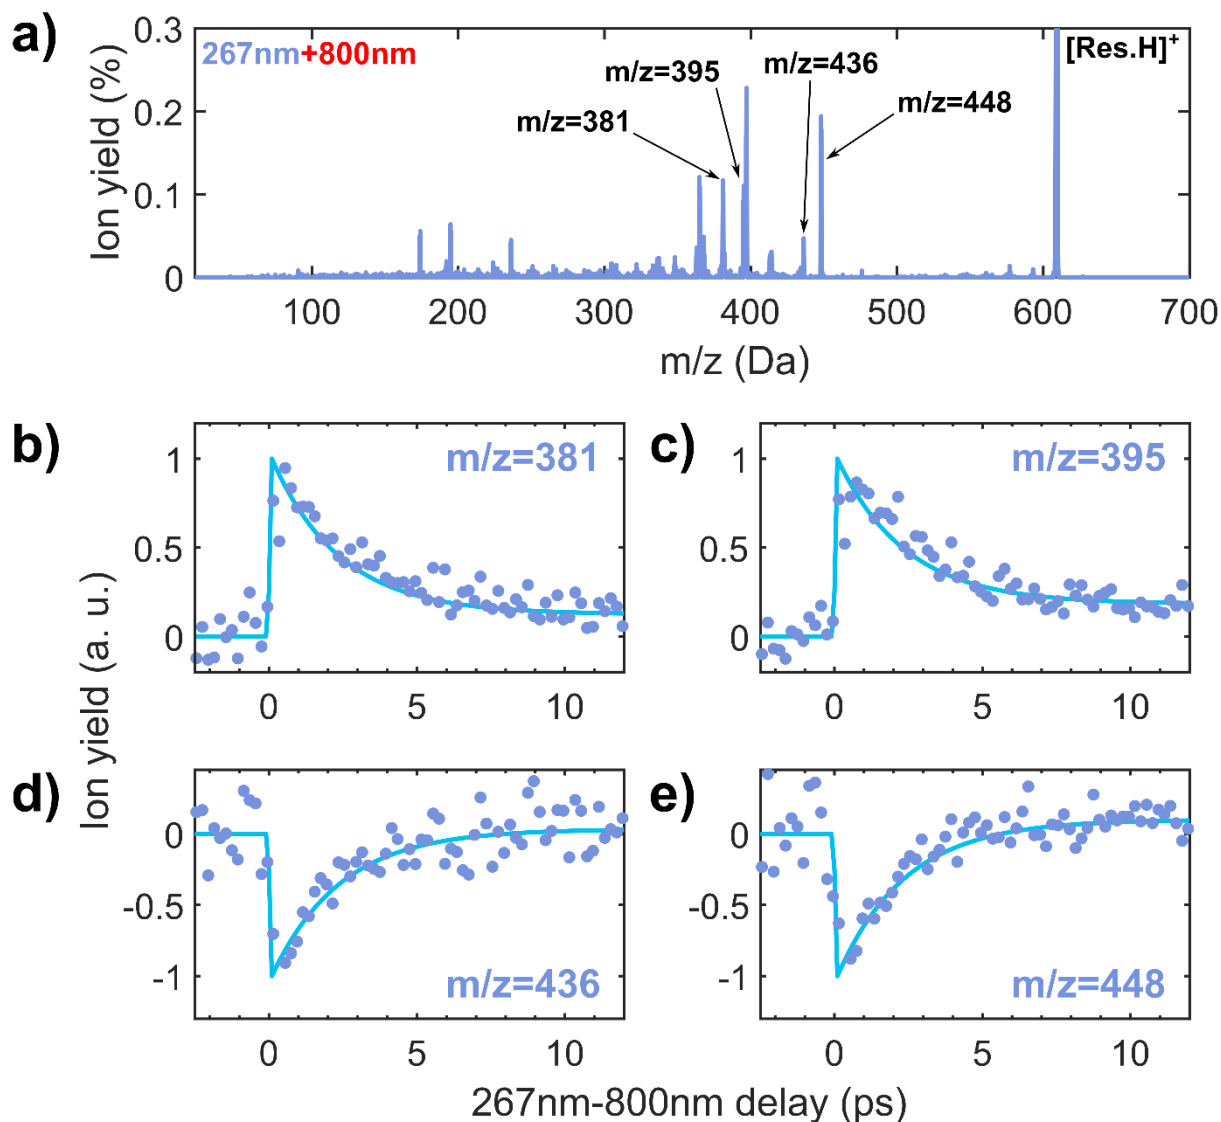 a)
267nm+800nm
[Res.H]+
m/z=395
m/z=436
m/z=381
m/z=448
Ion yield (%)
0.3
0.2
0.1
0
100 200 300 400 500 600 700
m/z (Da)
b)
m/z=381
1
0.5
0
0 5 10
c)
m/z=395
1
0.5
0
0 5 10
Ion yield (a. u.)
d)
m/z=436
0
-0.5
-1
0 5 10
e)
m/z=448
0
-0.5
-1
0 5 10
267nm-800nm delay (ps)